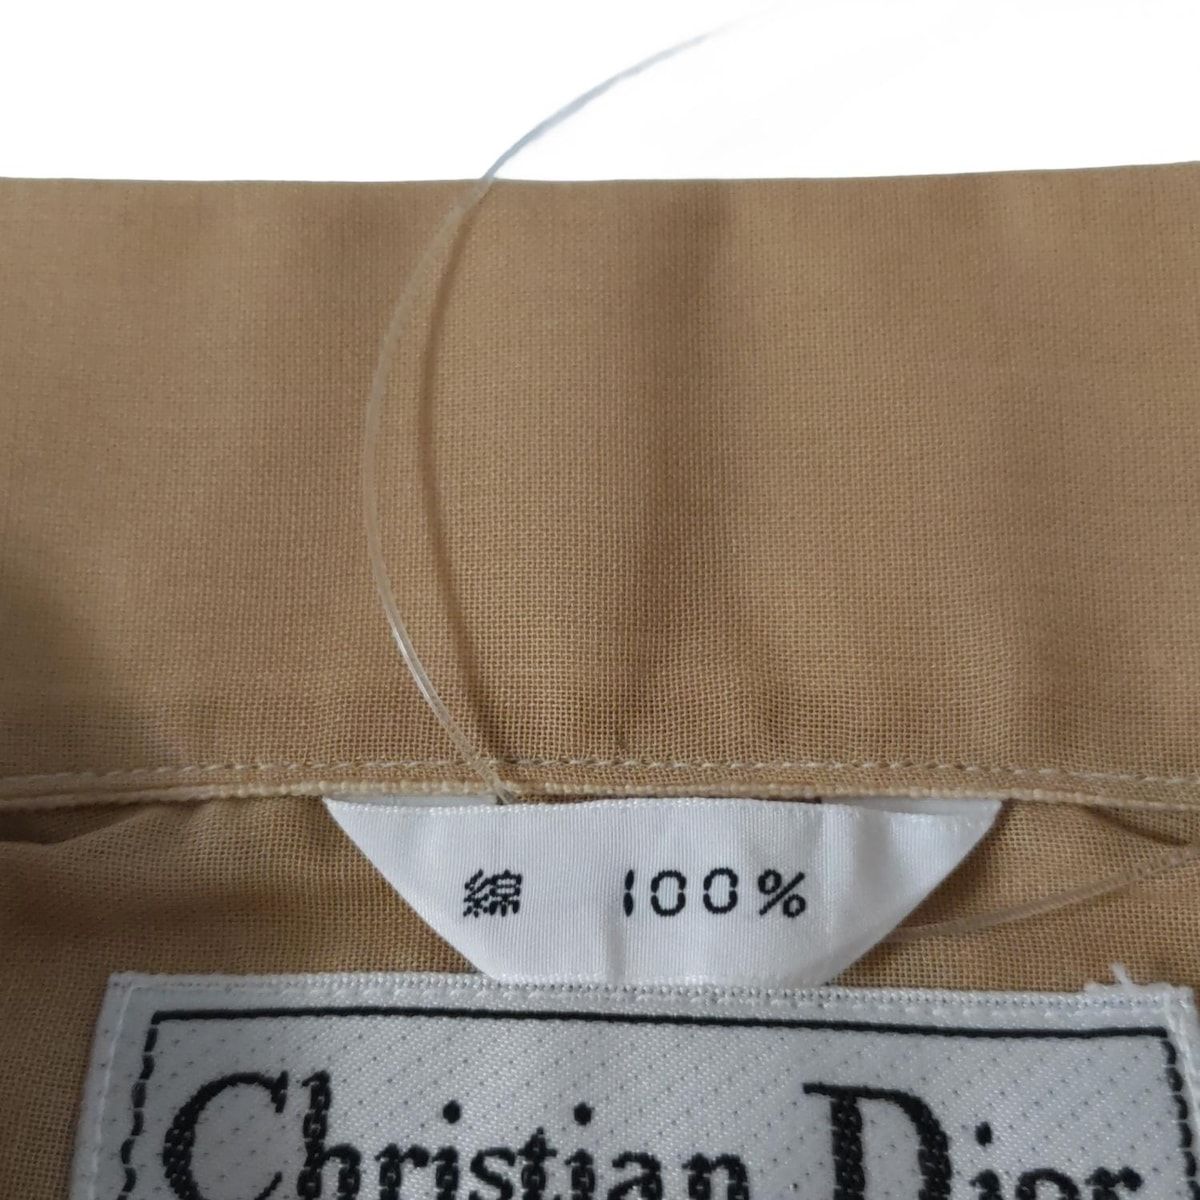 綿 100%
Christian Dior